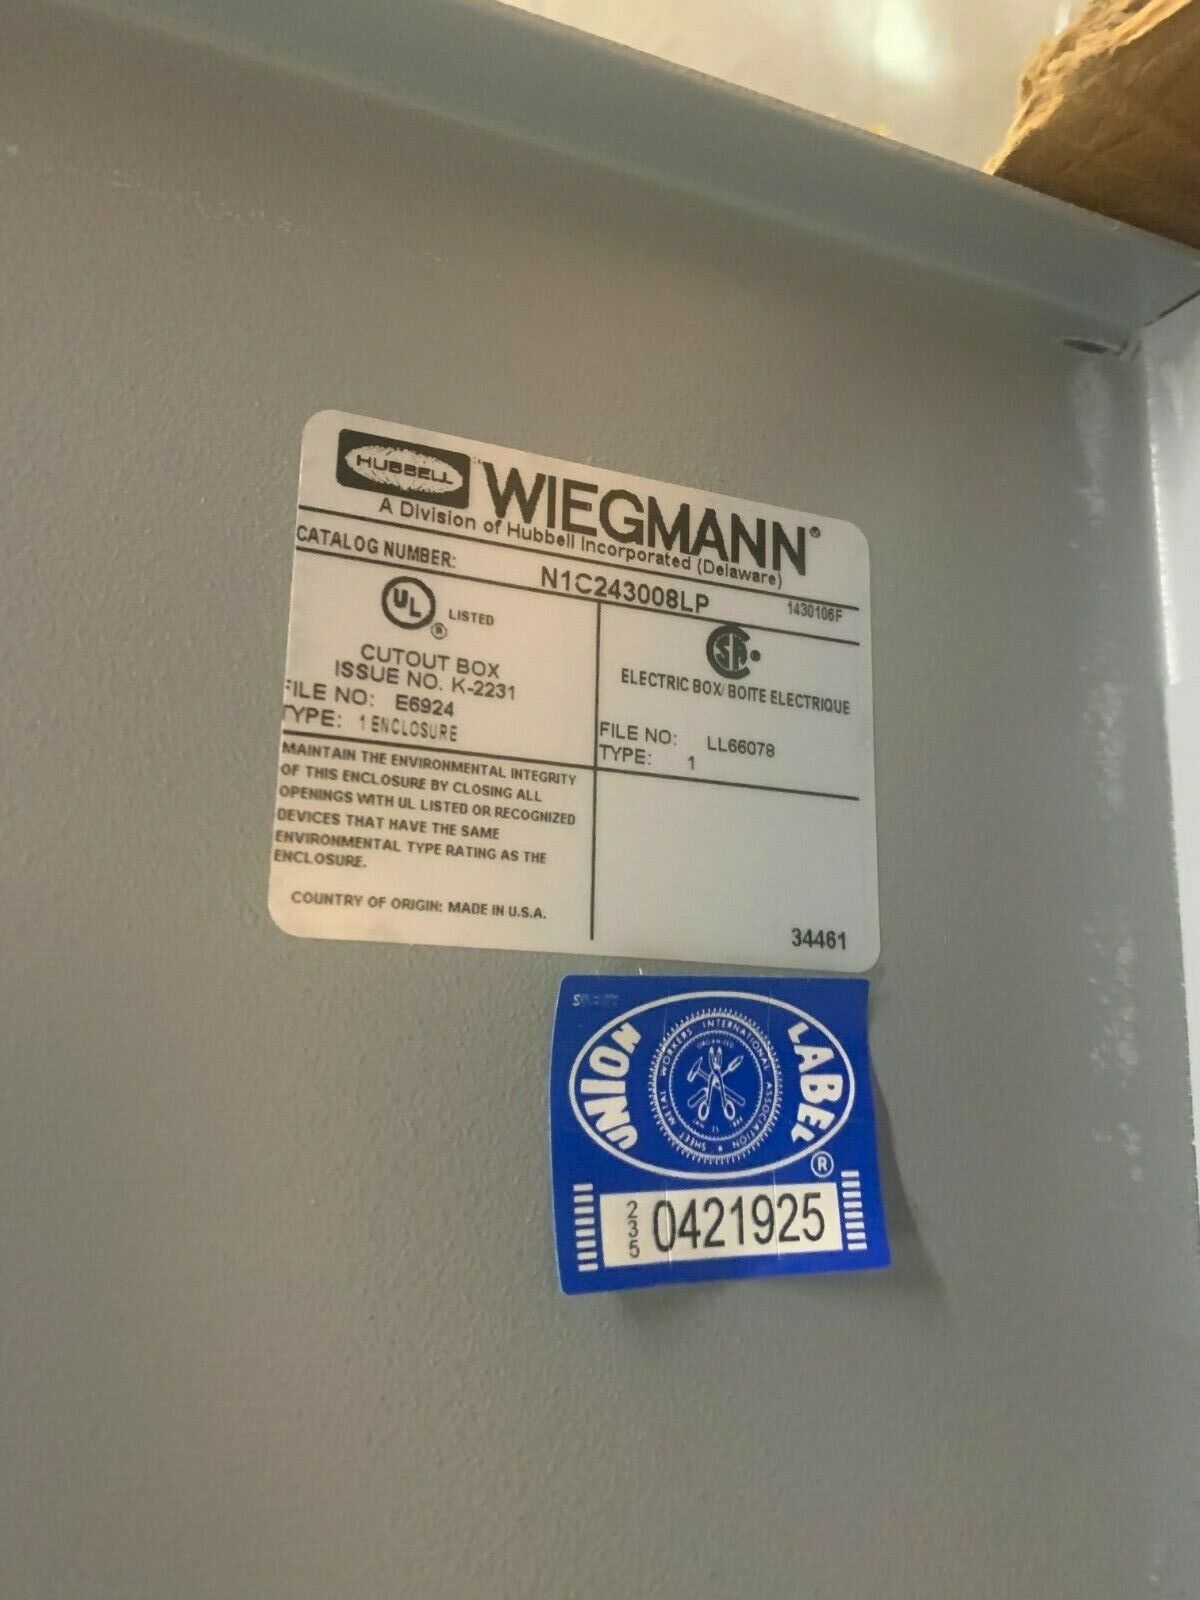 HUBBELL WIEGMANN®
A Division of Hubbell Incorporated (Delaware)
CATALOG NUMBER: N1C243008LP 1430106F
UL ® LISTED
CUTOUT BOX
ISSUE NO. K-2231
FILE NO: E6924
TYPE: 1 ENCLOSURE
MAINTAIN THE ENVIRONMENTAL INTEGRITY
OF THIS ENCLOSURE BY CLOSING ALL
OPENINGS WITH UL LISTED OR RECOGNIZED
DEVICES THAT HAVE THE SAME
ENVIRONMENTAL TYPE RATING AS THE
ENCLOSURE.
COUNTRY OF ORIGIN: MADE IN U.S.A.
SA ®
ELECTRIC BOX/BOITE ELECTRIQUE
FILE NO: LL66078
TYPE: 1
34461
UNION LABEL ®
SHEET METAL WORKERS INTERNATIONAL ASSOCIATION
ORGANIZED
235 0421925